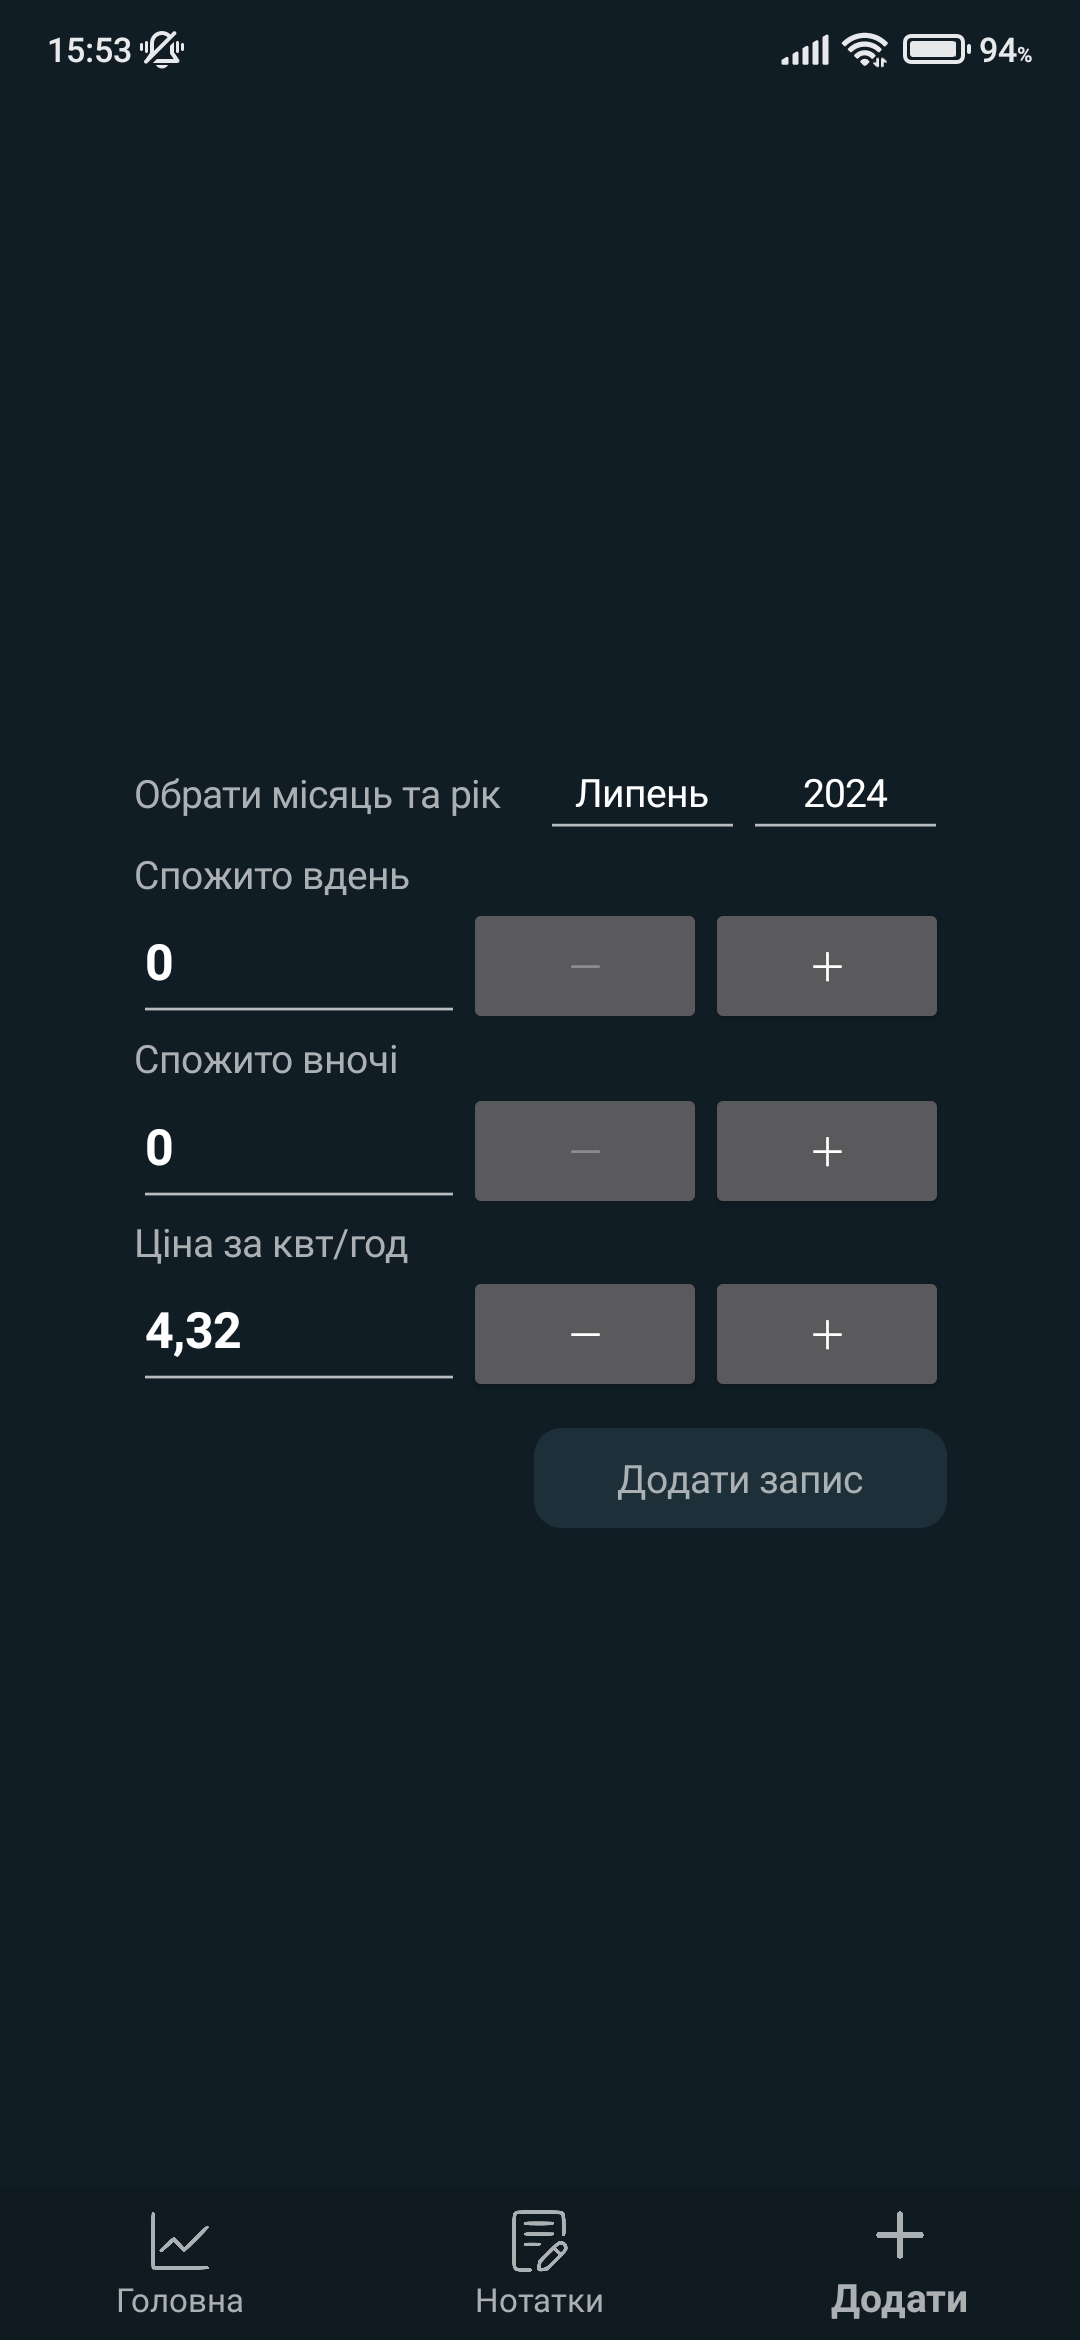 15:53 94%
Обрати місяць та рік Липень 2024
Спожито вдень
0 − +
Спожито вночі
0 − +
Ціна за квт/год
4,32 − +
Додати запис
Головна Нотатки Додати